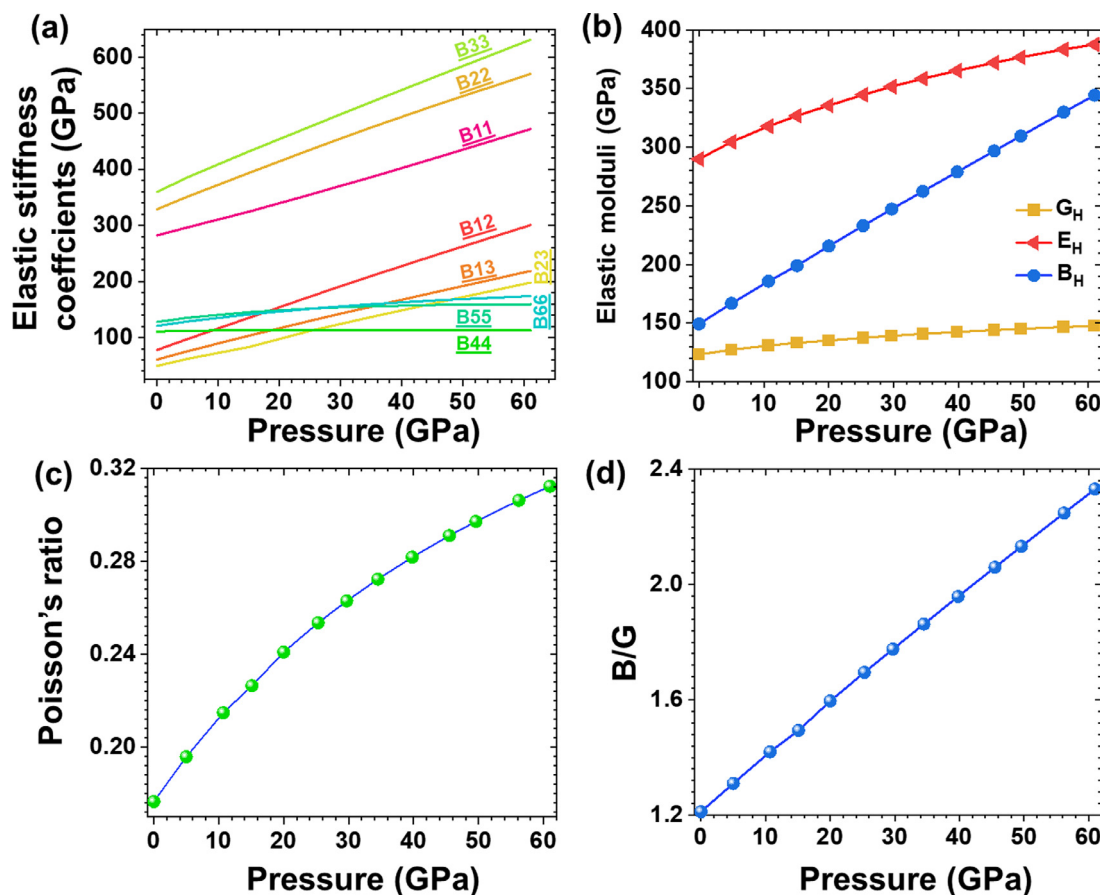 (a)
Elastic stiffness
coeffcients (GPa)
600
500
400
300
200
100
B33
B22
B11
B12
B13
B23
B55
B66
B44
0 10 20 30 40 50 60
Pressure (GPa)
(b)
Elastic molduli (GPa)
400
350
300
250
200
150
100
GH
EH
BH
0 10 20 30 40 50 60
Pressure (GPa)
(c)
Poisson's ratio
0.32
0.28
0.24
0.20
0 10 20 30 40 50 60
Pressure (GPa)
(d)
B/G
2.4
2.0
1.6
1.2
0 10 20 30 40 50 60
Pressure (GPa)